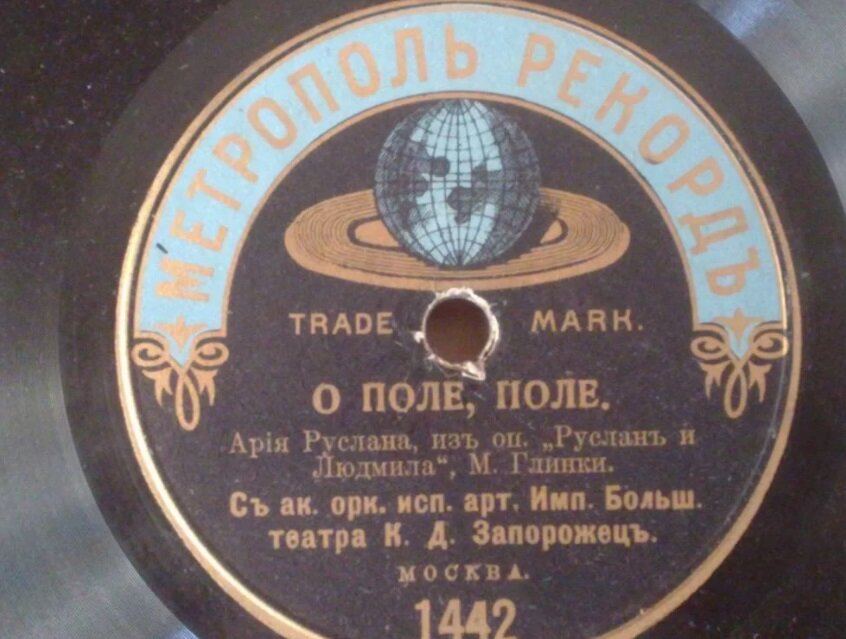 МЕТРОПОЛЬ РЕКОРДЪ
TRADE MARK.
О ПОЛЕ, ПОЛЕ.
Арія Руслана, изъ оп. „Русланъ и
Людмила“, М. Глинки.
Съ ак. орк. исп. арт. Имп. Больш.
театра К. Д. Запорожецъ.
МОСКВА.
1442